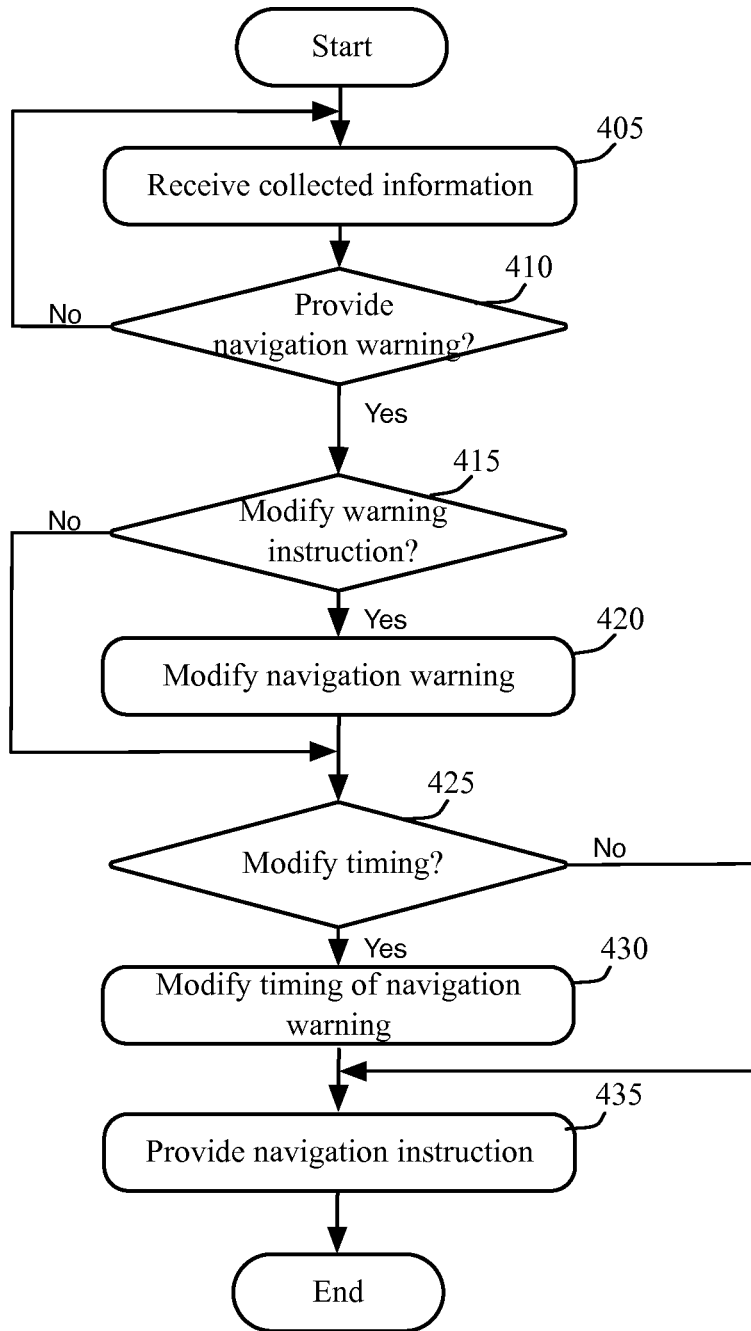 Start
405
Receive collected information
410
Provide
navigation warning?
No
Yes
415
Modify warning
instruction?
No
Yes
420
Modify navigation warning
425
Modify timing?
No
Yes
430
Modify timing of navigation
warning
435
Provide navigation instruction
End